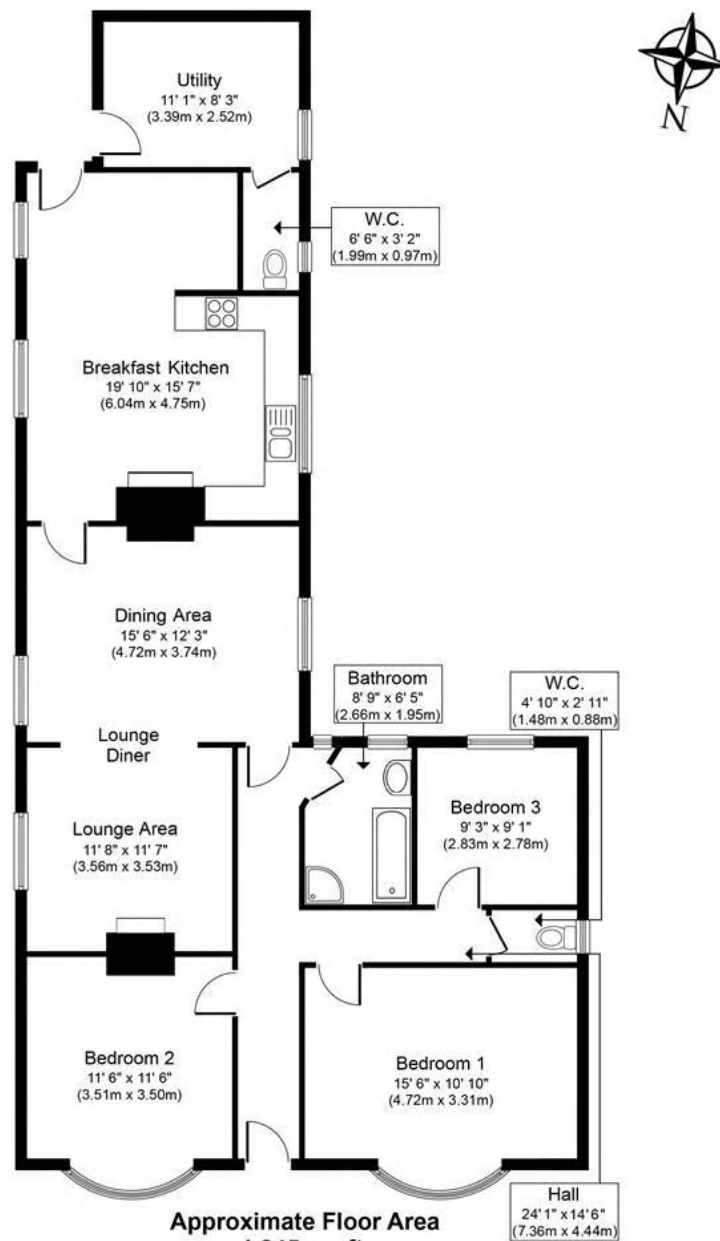 Utility
11' 1" x 8' 3"
(3.39m x 2.52m)
N
W.C.
6' 6" x 3' 2"
(1.99m x 0.97m)
Breakfast Kitchen
19' 10" x 15' 7"
(6.04m x 4.75m)
Dining Area
15' 6" x 12' 3"
(4.72m x 3.74m)
Bathroom
8' 9" x 6' 5"
(2.66m x 1.95m)
W.C.
4' 10" x 2' 11"
(1.48m x 0.88m)
Lounge
Diner
Lounge Area
11' 8" x 11' 7"
(3.56m x 3.53m)
Bedroom 3
9' 3" x 9' 1"
(2.83m x 2.78m)
Bedroom 2
11' 6" x 11' 6"
(3.51m x 3.50m)
Bedroom 1
15' 6" x 10' 10"
(4.72m x 3.31m)
Hall
24' 1" x 14' 6"
(7.36m x 4.44m)
Approximate Floor Area